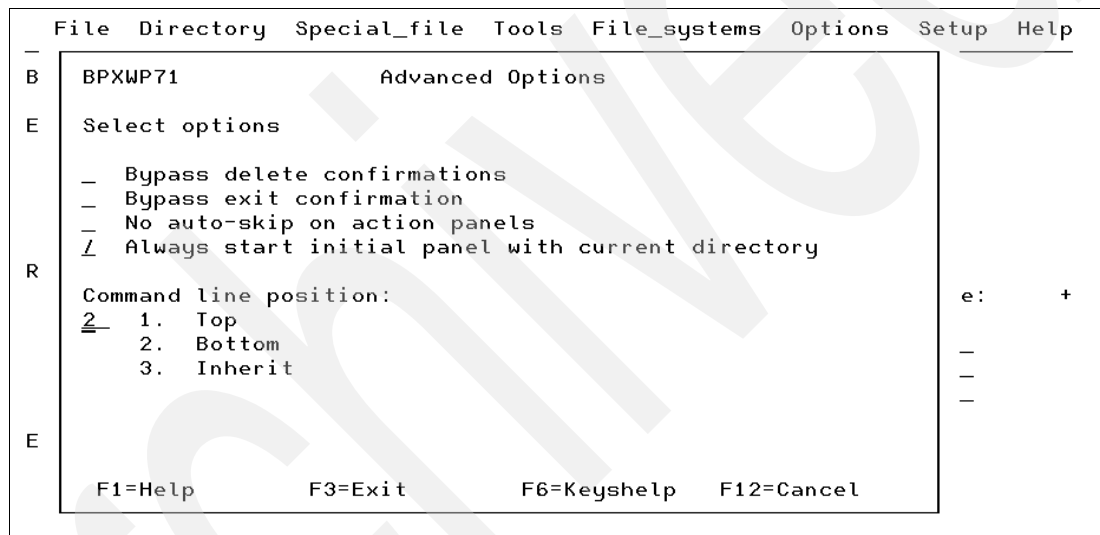 File  Directory  Special_file  Tools  File_systems  Options  Setup  Help
B  BPXWP71  Advanced Options
E  Select options
_  Bypass delete confirmations
_  Bypass exit confirmation
_  No auto-skip on action panels
/  Always start initial panel with current directory
R
Command line position:  e:  +
2_  1.  Top
2.  Bottom  _
3.  Inherit  _
_
E
F1=Help  F3=Exit  F6=Keyshelp  F12=Cancel